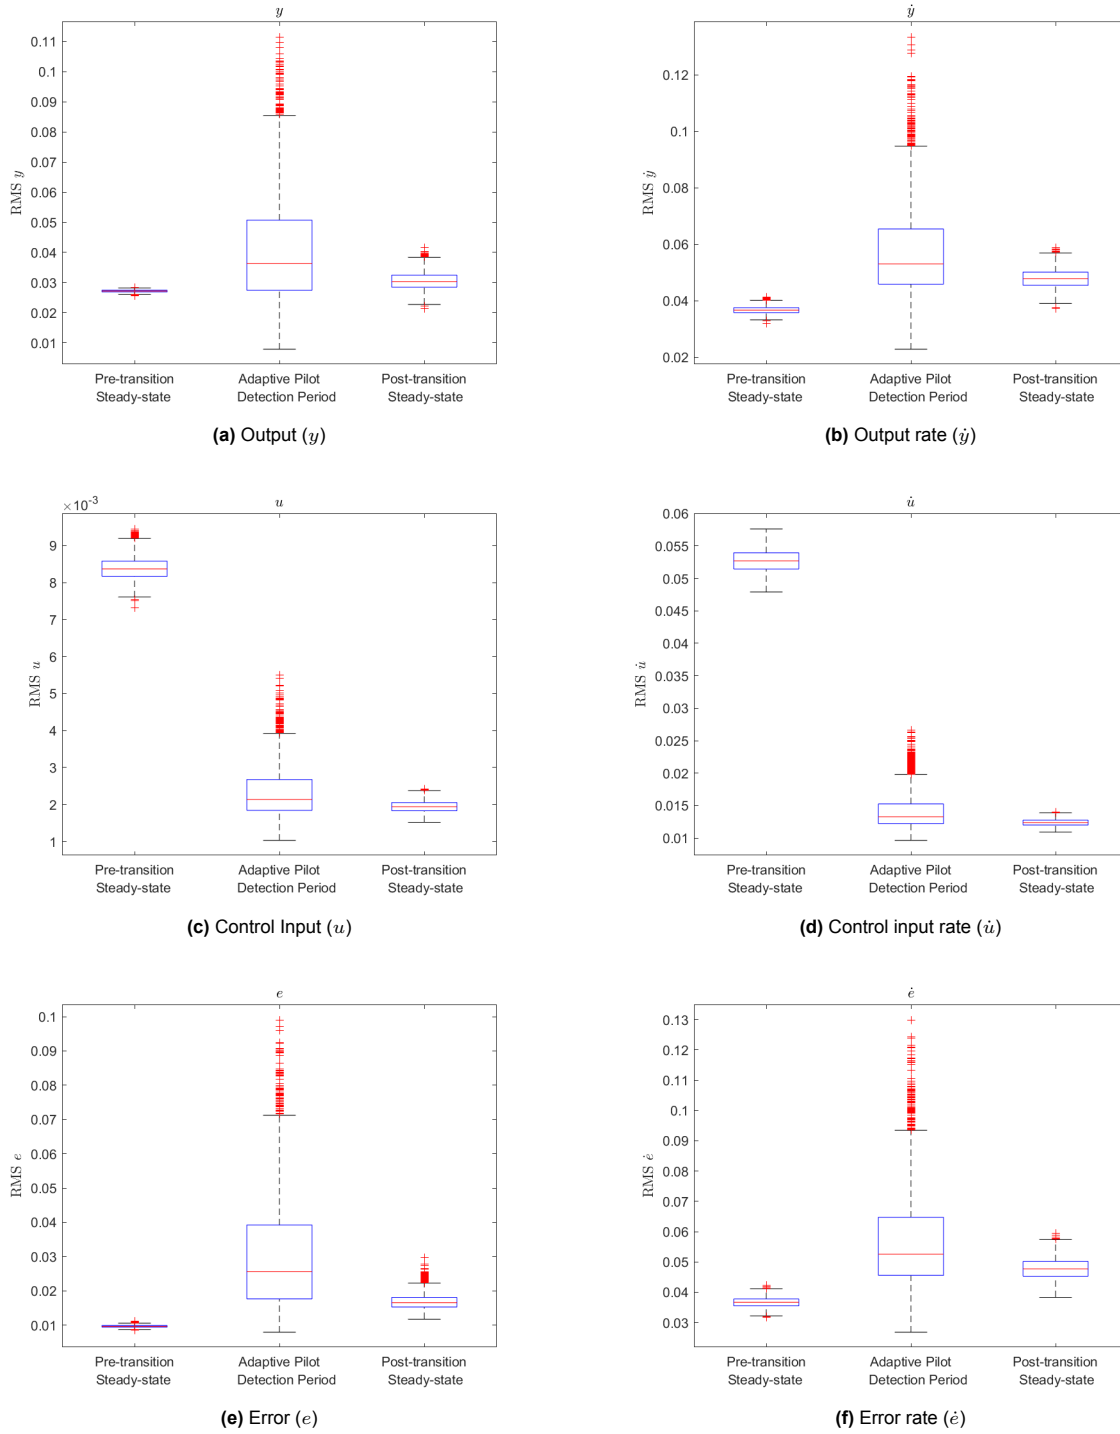 y
0.11
0.1
0.09
0.08
0.07
0.06
0.05
0.04
0.03
0.02
0.01
RMS y
Pre-transition Steady-state
Adaptive Pilot Detection Period
Post-transition Steady-state
(a) Output (y)
ẏ
0.12
0.1
0.08
0.06
0.04
0.02
RMS ẏ
Pre-transition Steady-state
Adaptive Pilot Detection Period
Post-transition Steady-state
(b) Output rate (ẏ)
×10⁻³
u
9
8
7
6
5
4
3
2
1
RMS u
Pre-transition Steady-state
Adaptive Pilot Detection Period
Post-transition Steady-state
(c) Control Input (u)
u̇
0.06
0.055
0.05
0.045
0.04
0.035
0.03
0.025
0.02
0.015
0.01
RMS u̇
Pre-transition Steady-state
Adaptive Pilot Detection Period
Post-transition Steady-state
(d) Control input rate (u̇)
e
0.1
0.09
0.08
0.07
0.06
0.05
0.04
0.03
0.02
0.01
RMS e
Pre-transition Steady-state
Adaptive Pilot Detection Period
Post-transition Steady-state
(e) Error (e)
ė
0.13
0.12
0.11
0.1
0.09
0.08
0.07
0.06
0.05
0.04
0.03
RMS ė
Pre-transition Steady-state
Adaptive Pilot Detection Period
Post-transition Steady-state
(f) Error rate (ė)